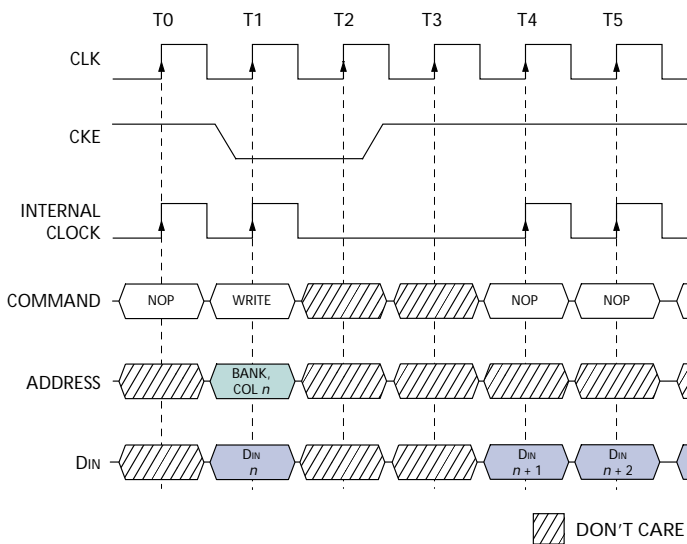 T0 T1 T2 T3 T4 T5
CLK
CKE
INTERNAL
CLOCK
COMMAND NOP WRITE NOP NOP
ADDRESS BANK,
COL n
DIN DIN
n DIN
n + 1 DIN
n + 2
DON'T CARE